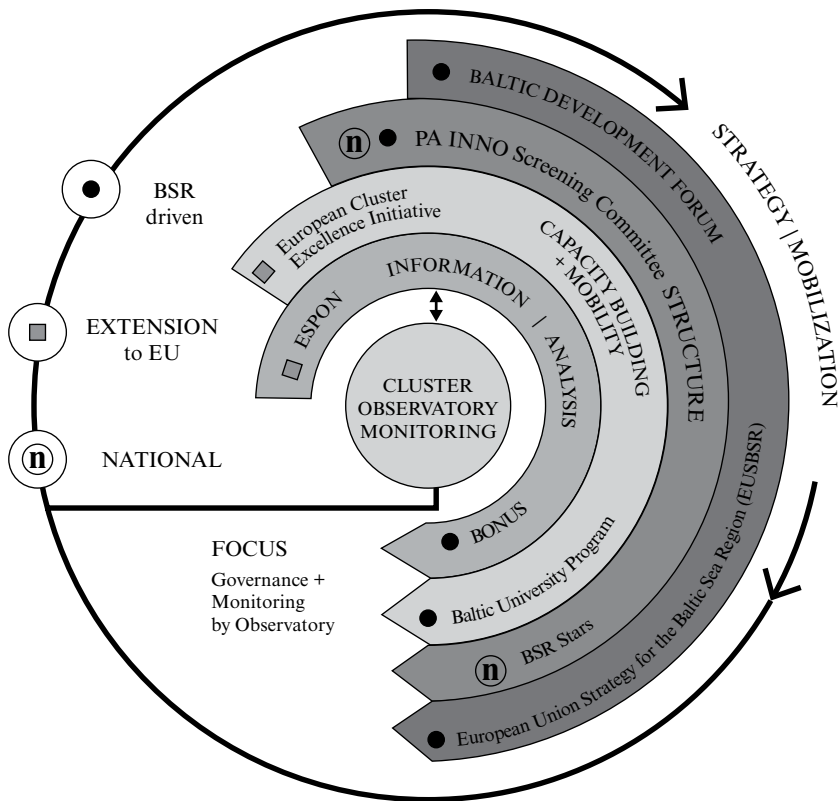 BALTIC DEVELOPMENT FORUM
STRATEGY | MOBILIZATION
n PA INNO Screening Committee STRUCTURE
BSR
driven
European Cluster
Excellence Initiative
CAPACITY BUILDING
+ MOBILITY
ESPON
INFORMATION | ANALYSIS
EXTENSION
to EU
CLUSTER
OBSERVATORY
MONITORING
n
NATIONAL
FOCUS
Governance +
Monitoring
by Observatory
BONUS
Baltic University Program
n BSR Stars
European Union Strategy for the Baltic Sea Region (EUSBSR)